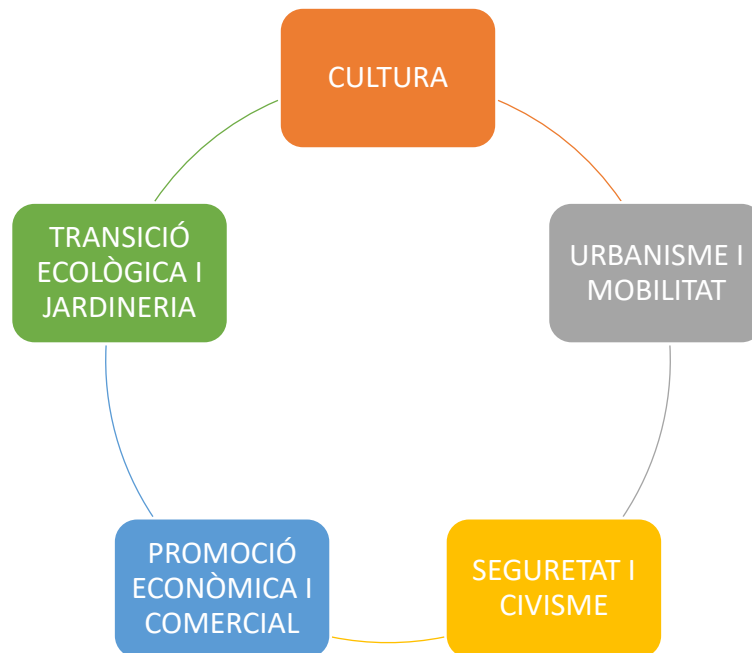 CULTURA
URBANISME I
MOBILITAT
SEGURETAT I
CIVISME
PROMOCIÓ
ECONÒMICA I
COMERCIAL
TRANSICIÓ
ECOLÒGICA I
JARDINERIA